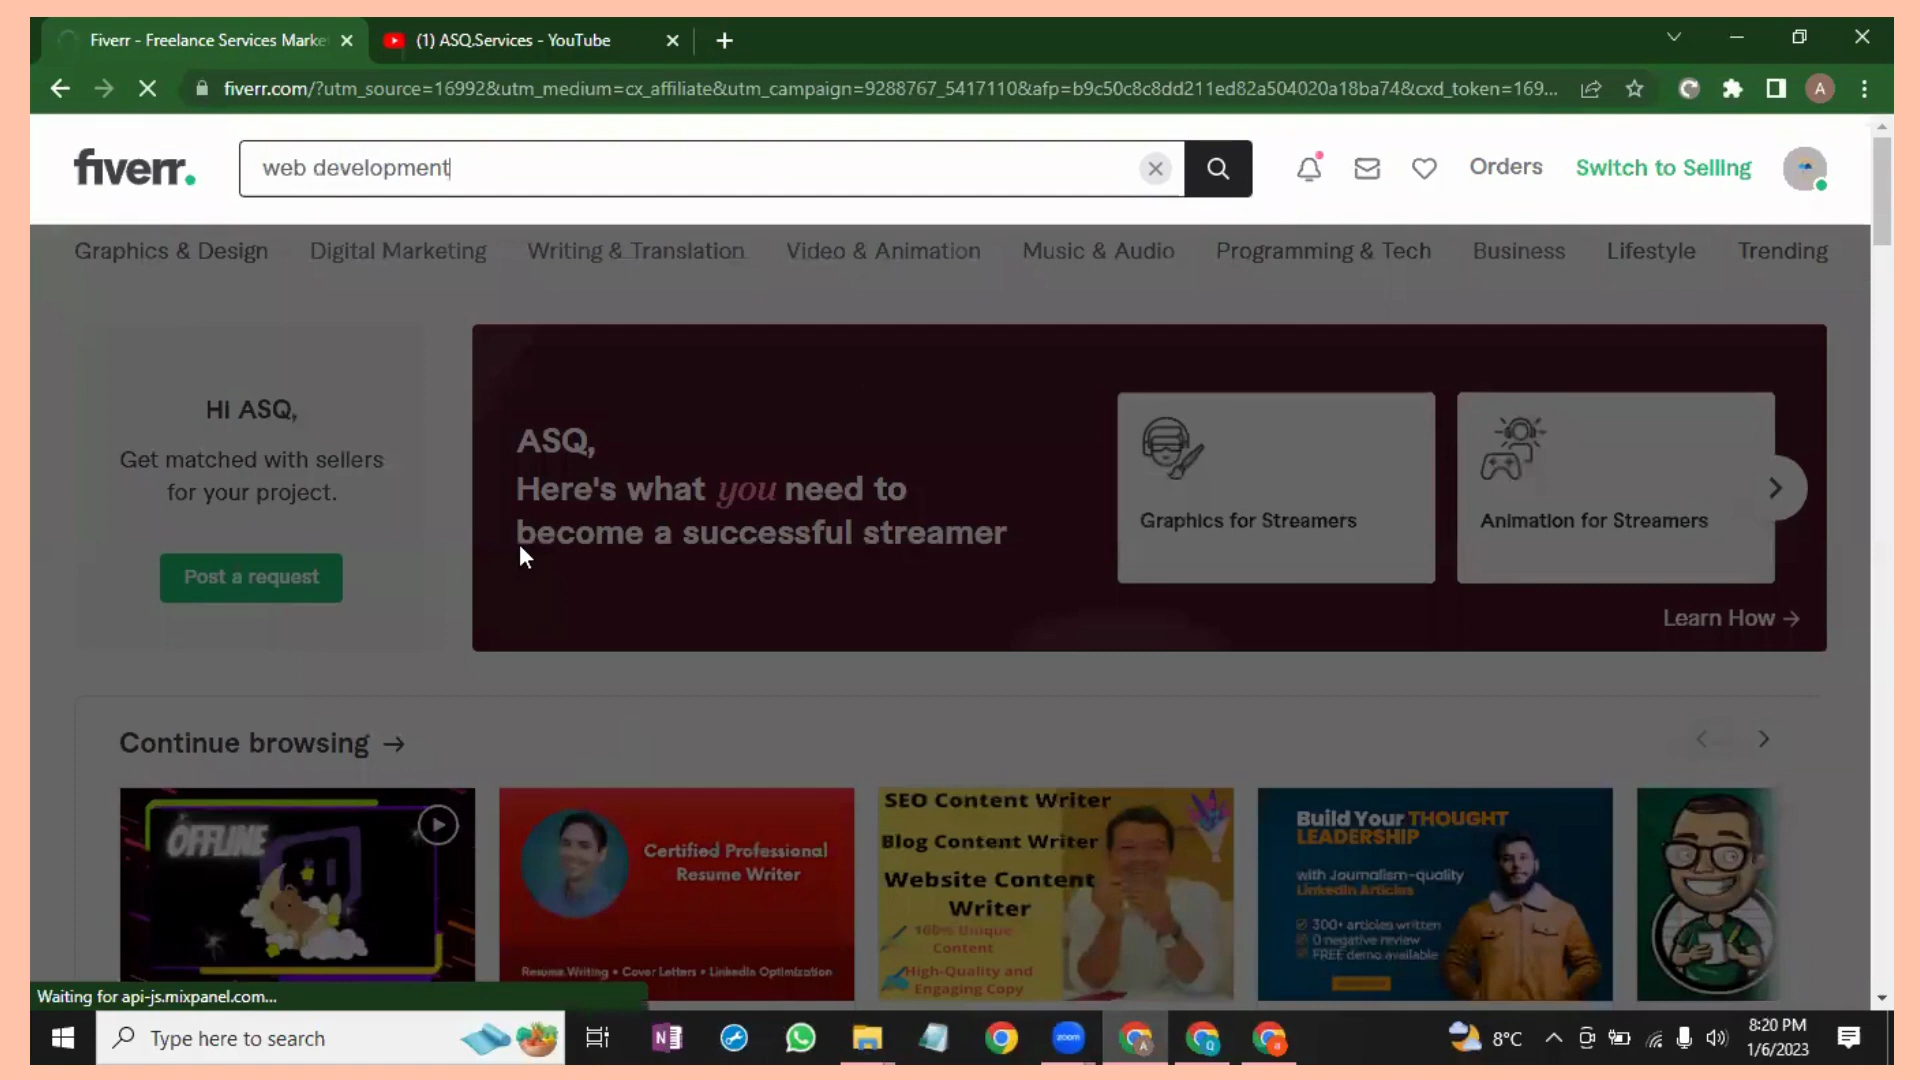 Fiverr - Freelance Services Marke
(1) ASQ.Services - YouTube
fiverr.com/?utm_source=16992&utm_medium=cx_affiliate&utm_campaign=9288767_5417110&afp=b9c50c8c8dd211ed82a504020a18ba74&cxd_token=169...
A
fiverr.
web development
Orders
Switch to Selling
Graphics & Design
Digital Marketing
Writing & Translation
Video & Animation
Music & Audio
Programming & Tech
Business
Lifestyle
Trending
Hi ASQ,
Get matched with sellers
for your project.
Post a request
ASQ,
Here's what you need to
become a successful streamer
Graphics for Streamers
Animation for Streamers
Learn How →
Continue browsing →
OFFLINE
Certified Professional
Resume Writer
Resume Writing • Cover Letters • LinkedIn Optimization
SEO Content Writer
Blog Content Writer
Website Content
Writer
100% Unique
Content
High-Quality and
Engaging Copy
Build Your THOUGHT
LEADERSHIP
with Journalism-quality
LinkedIn Articles
300+ articles written
0 negative review
FREE demo available
Waiting for api-js.mixpanel.com...
Type here to search
zoom
8°C
8:20 PM
1/6/2023